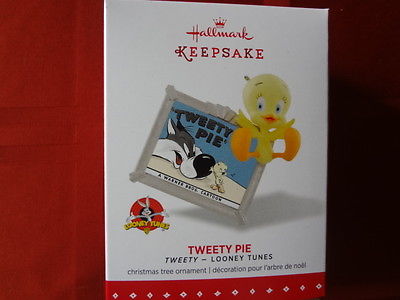 Hallmark
KEEPSAKE
"TWEETY
PIE"
A WARNER BROS. CARTOON
LOONEY TUNES
TWEETY PIE
TWEETY – LOONEY TUNES
christmas tree ornament | décoration pour l'arbre de noël